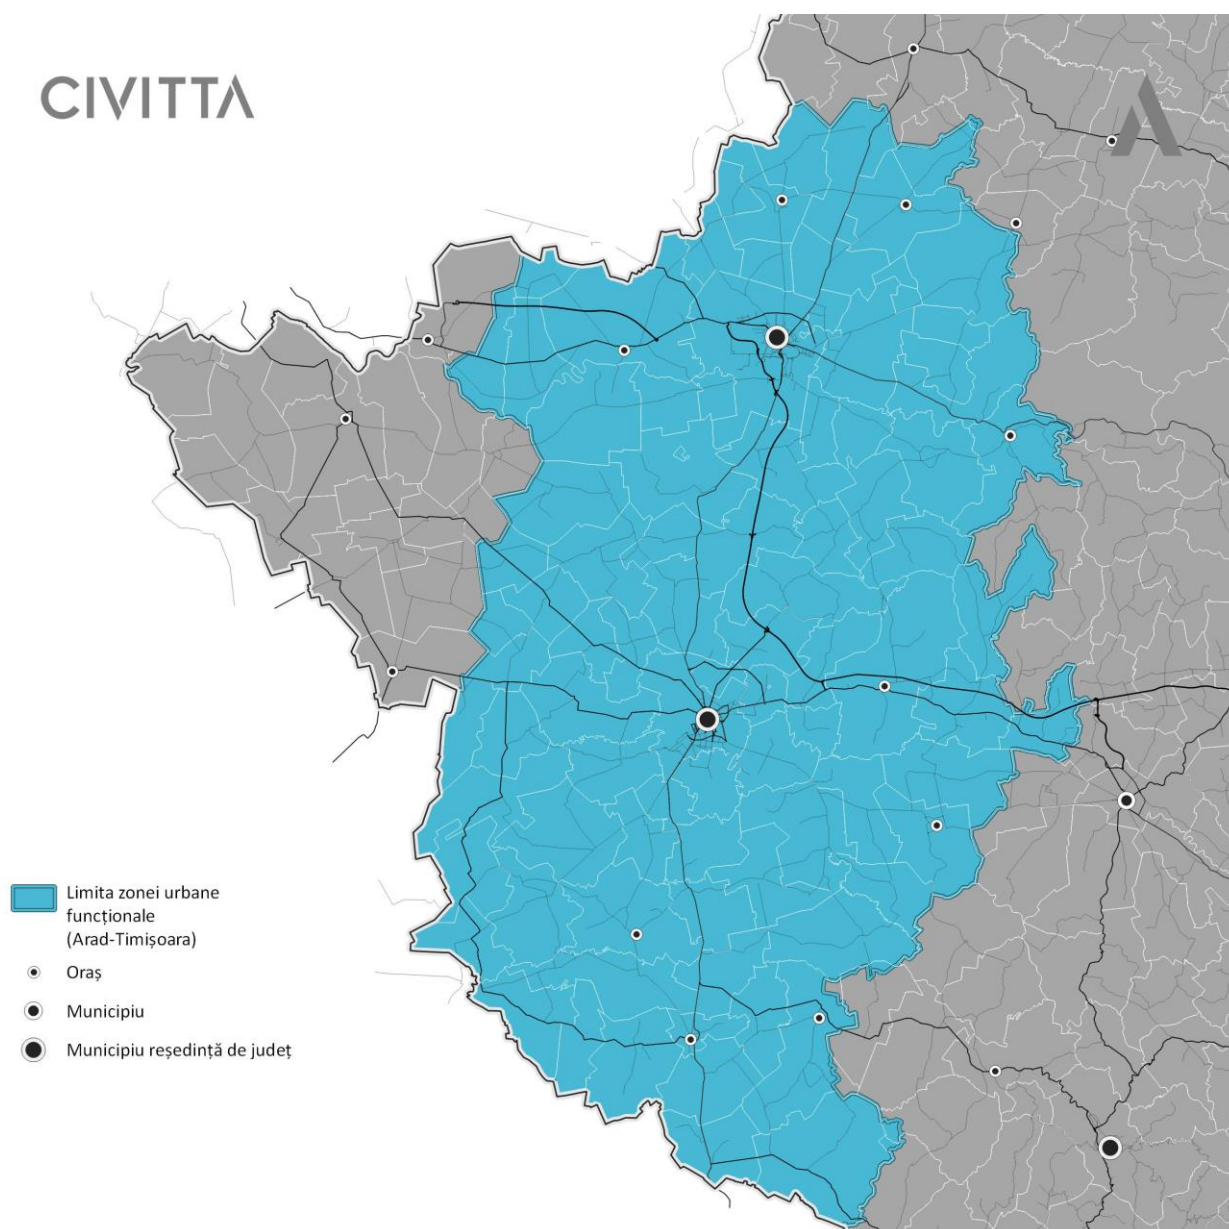 CIVITTA
Limita zonei urbane
funcționale
(Arad-Timișoara)
Oraș
Municipiu
Municipiu reședință de județ